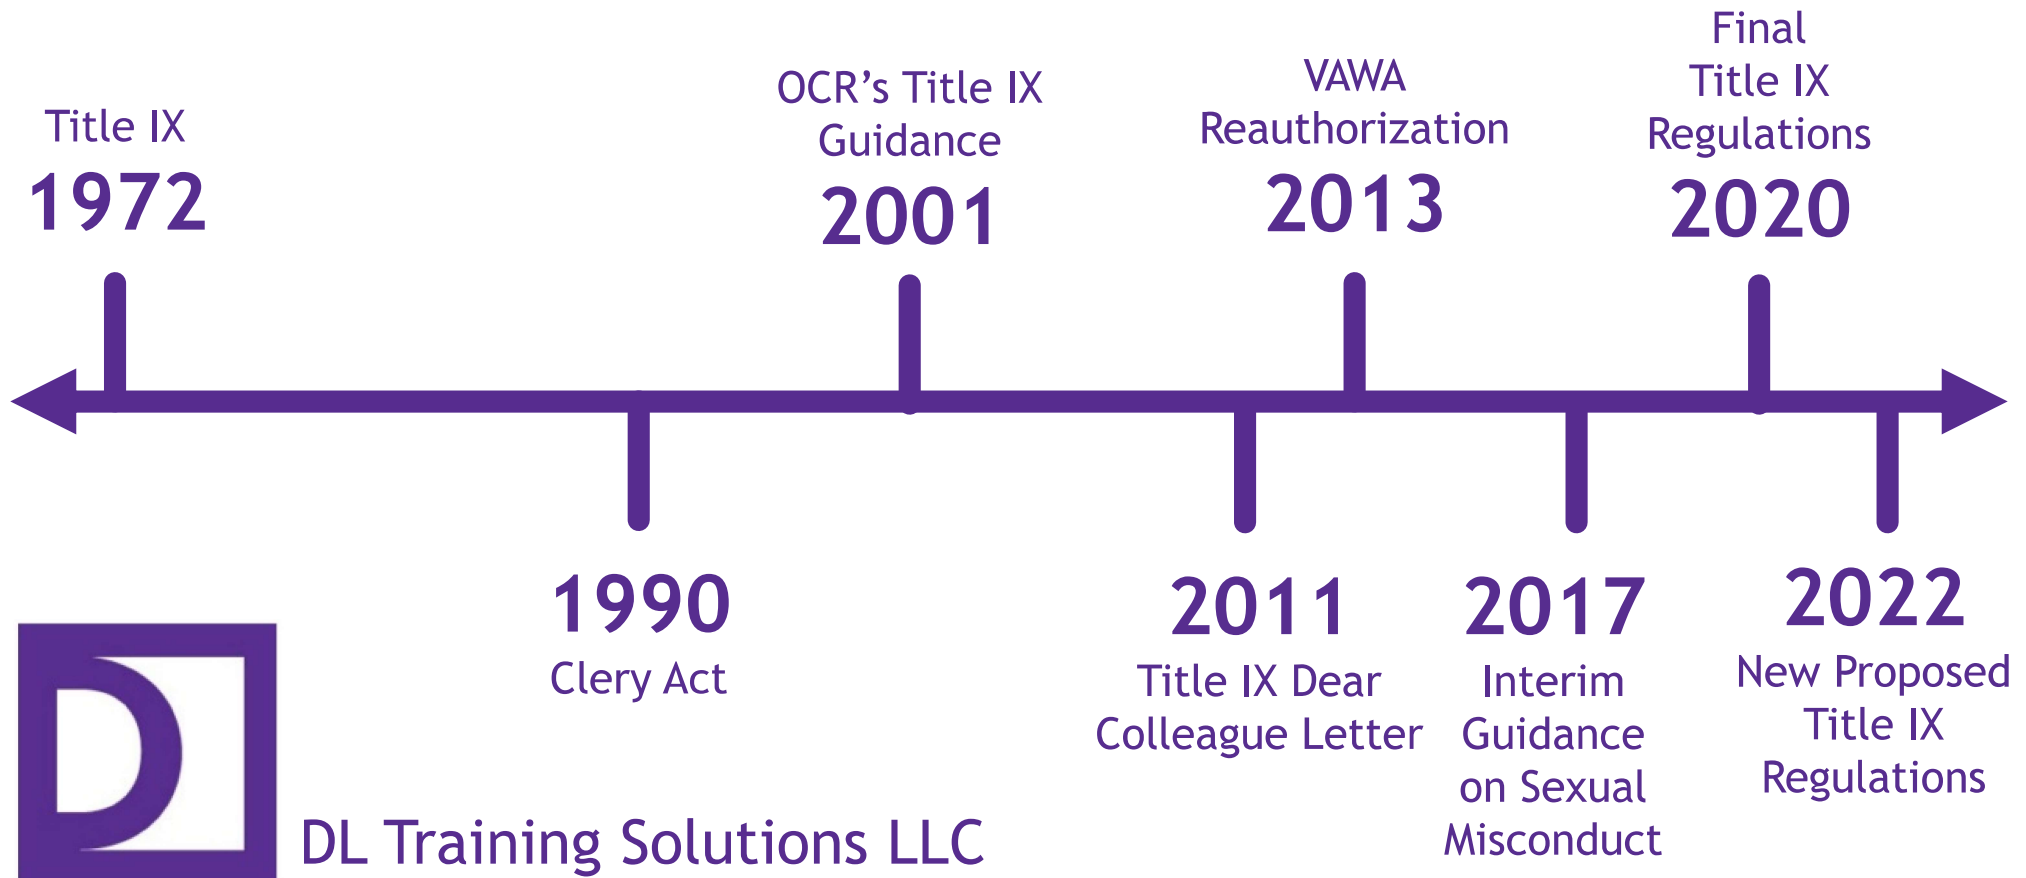 Title IX
1972
1990
Clery Act
OCR’s Title IX
Guidance
2001
2011
Title IX Dear
Colleague Letter
VAWA
Reauthorization
2013
2017
Interim
Guidance
on Sexual
Misconduct
Final
Title IX
Regulations
2020
2022
New Proposed
Title IX
Regulations
D
DL Training Solutions LLC